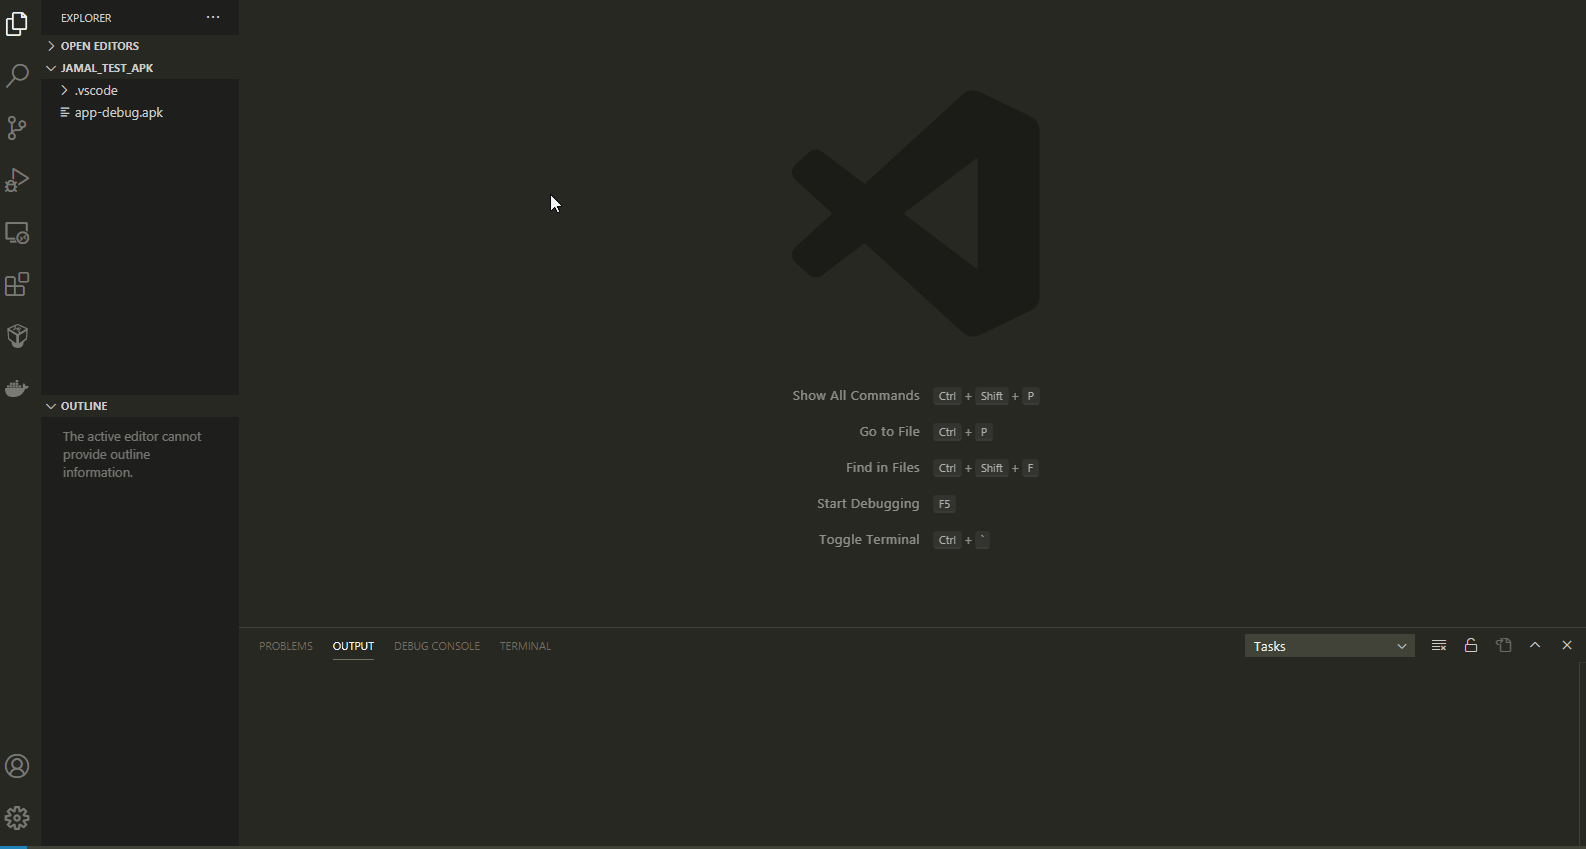 EXPLORER
OPEN EDITORS
JAMAL_TEST_APK
.vscode
app-debug.apk
OUTLINE
The active editor cannot
provide outline
information.
Show All Commands Ctrl + Shift + P
Go to File Ctrl + P
Find in Files Ctrl + Shift + F
Start Debugging F5
Toggle Terminal Ctrl + `
PROBLEMS OUTPUT DEBUG CONSOLE TERMINAL Tasks